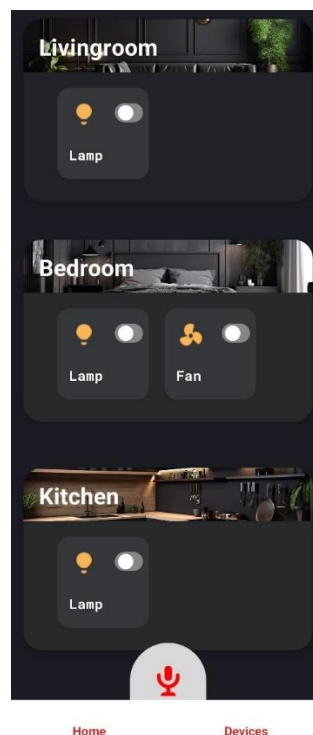 Livingroom
Lamp
Bedroom
Lamp Fan
Kitchen
Lamp
Home Devices